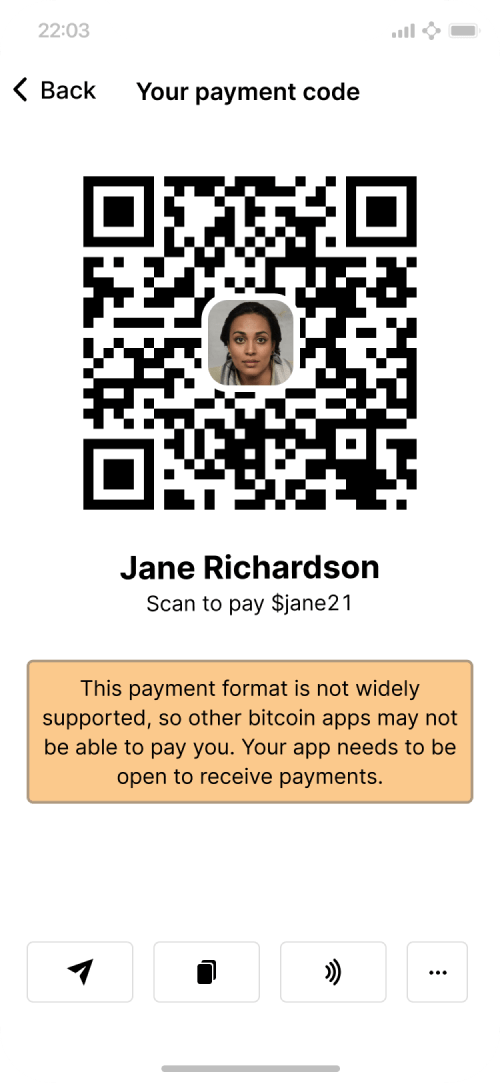 22:03
Back
Your payment code
Jane Richardson
Scan to pay $jane21
This payment format is not widely
supported, so other bitcoin apps may not
be able to pay you. Your app needs to be
open to receive payments.